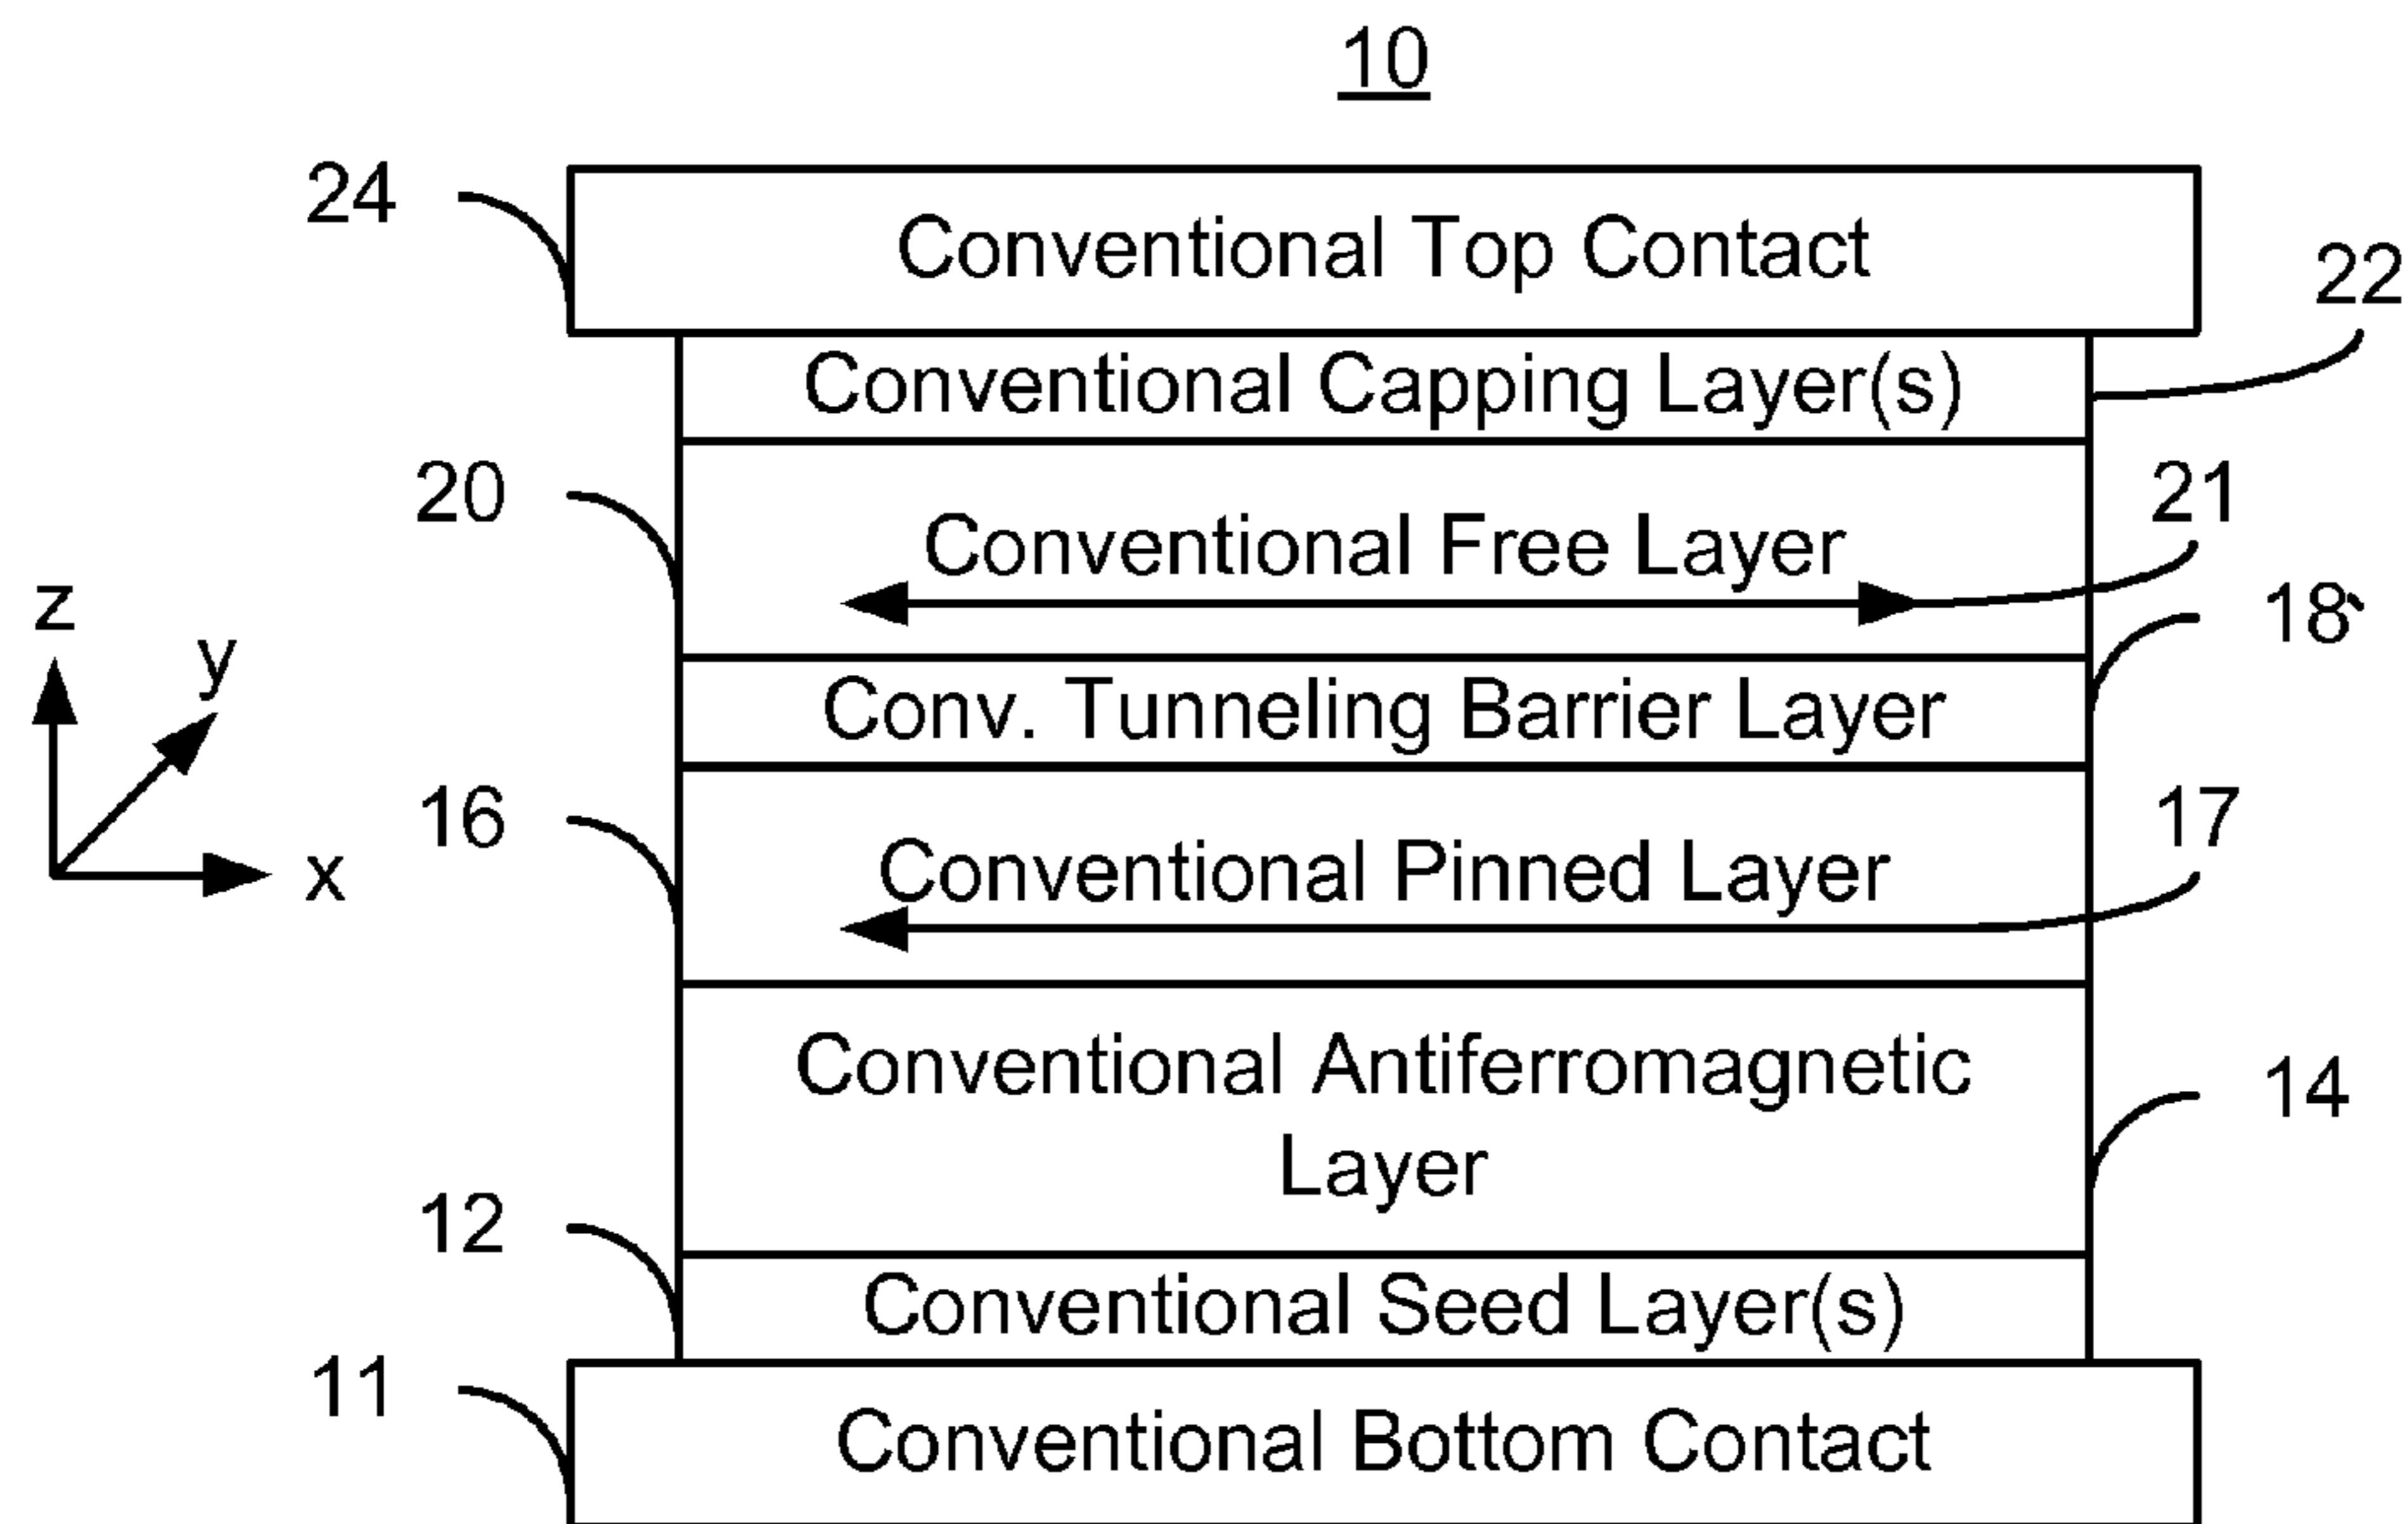 10
24
Conventional Top Contact
22
Conventional Capping Layer(s)
20
21
Conventional Free Layer
z
y
x
18
Conv. Tunneling Barrier Layer
16
17
Conventional Pinned Layer
Conventional Antiferromagnetic
Layer
14
12
Conventional Seed Layer(s)
11
Conventional Bottom Contact